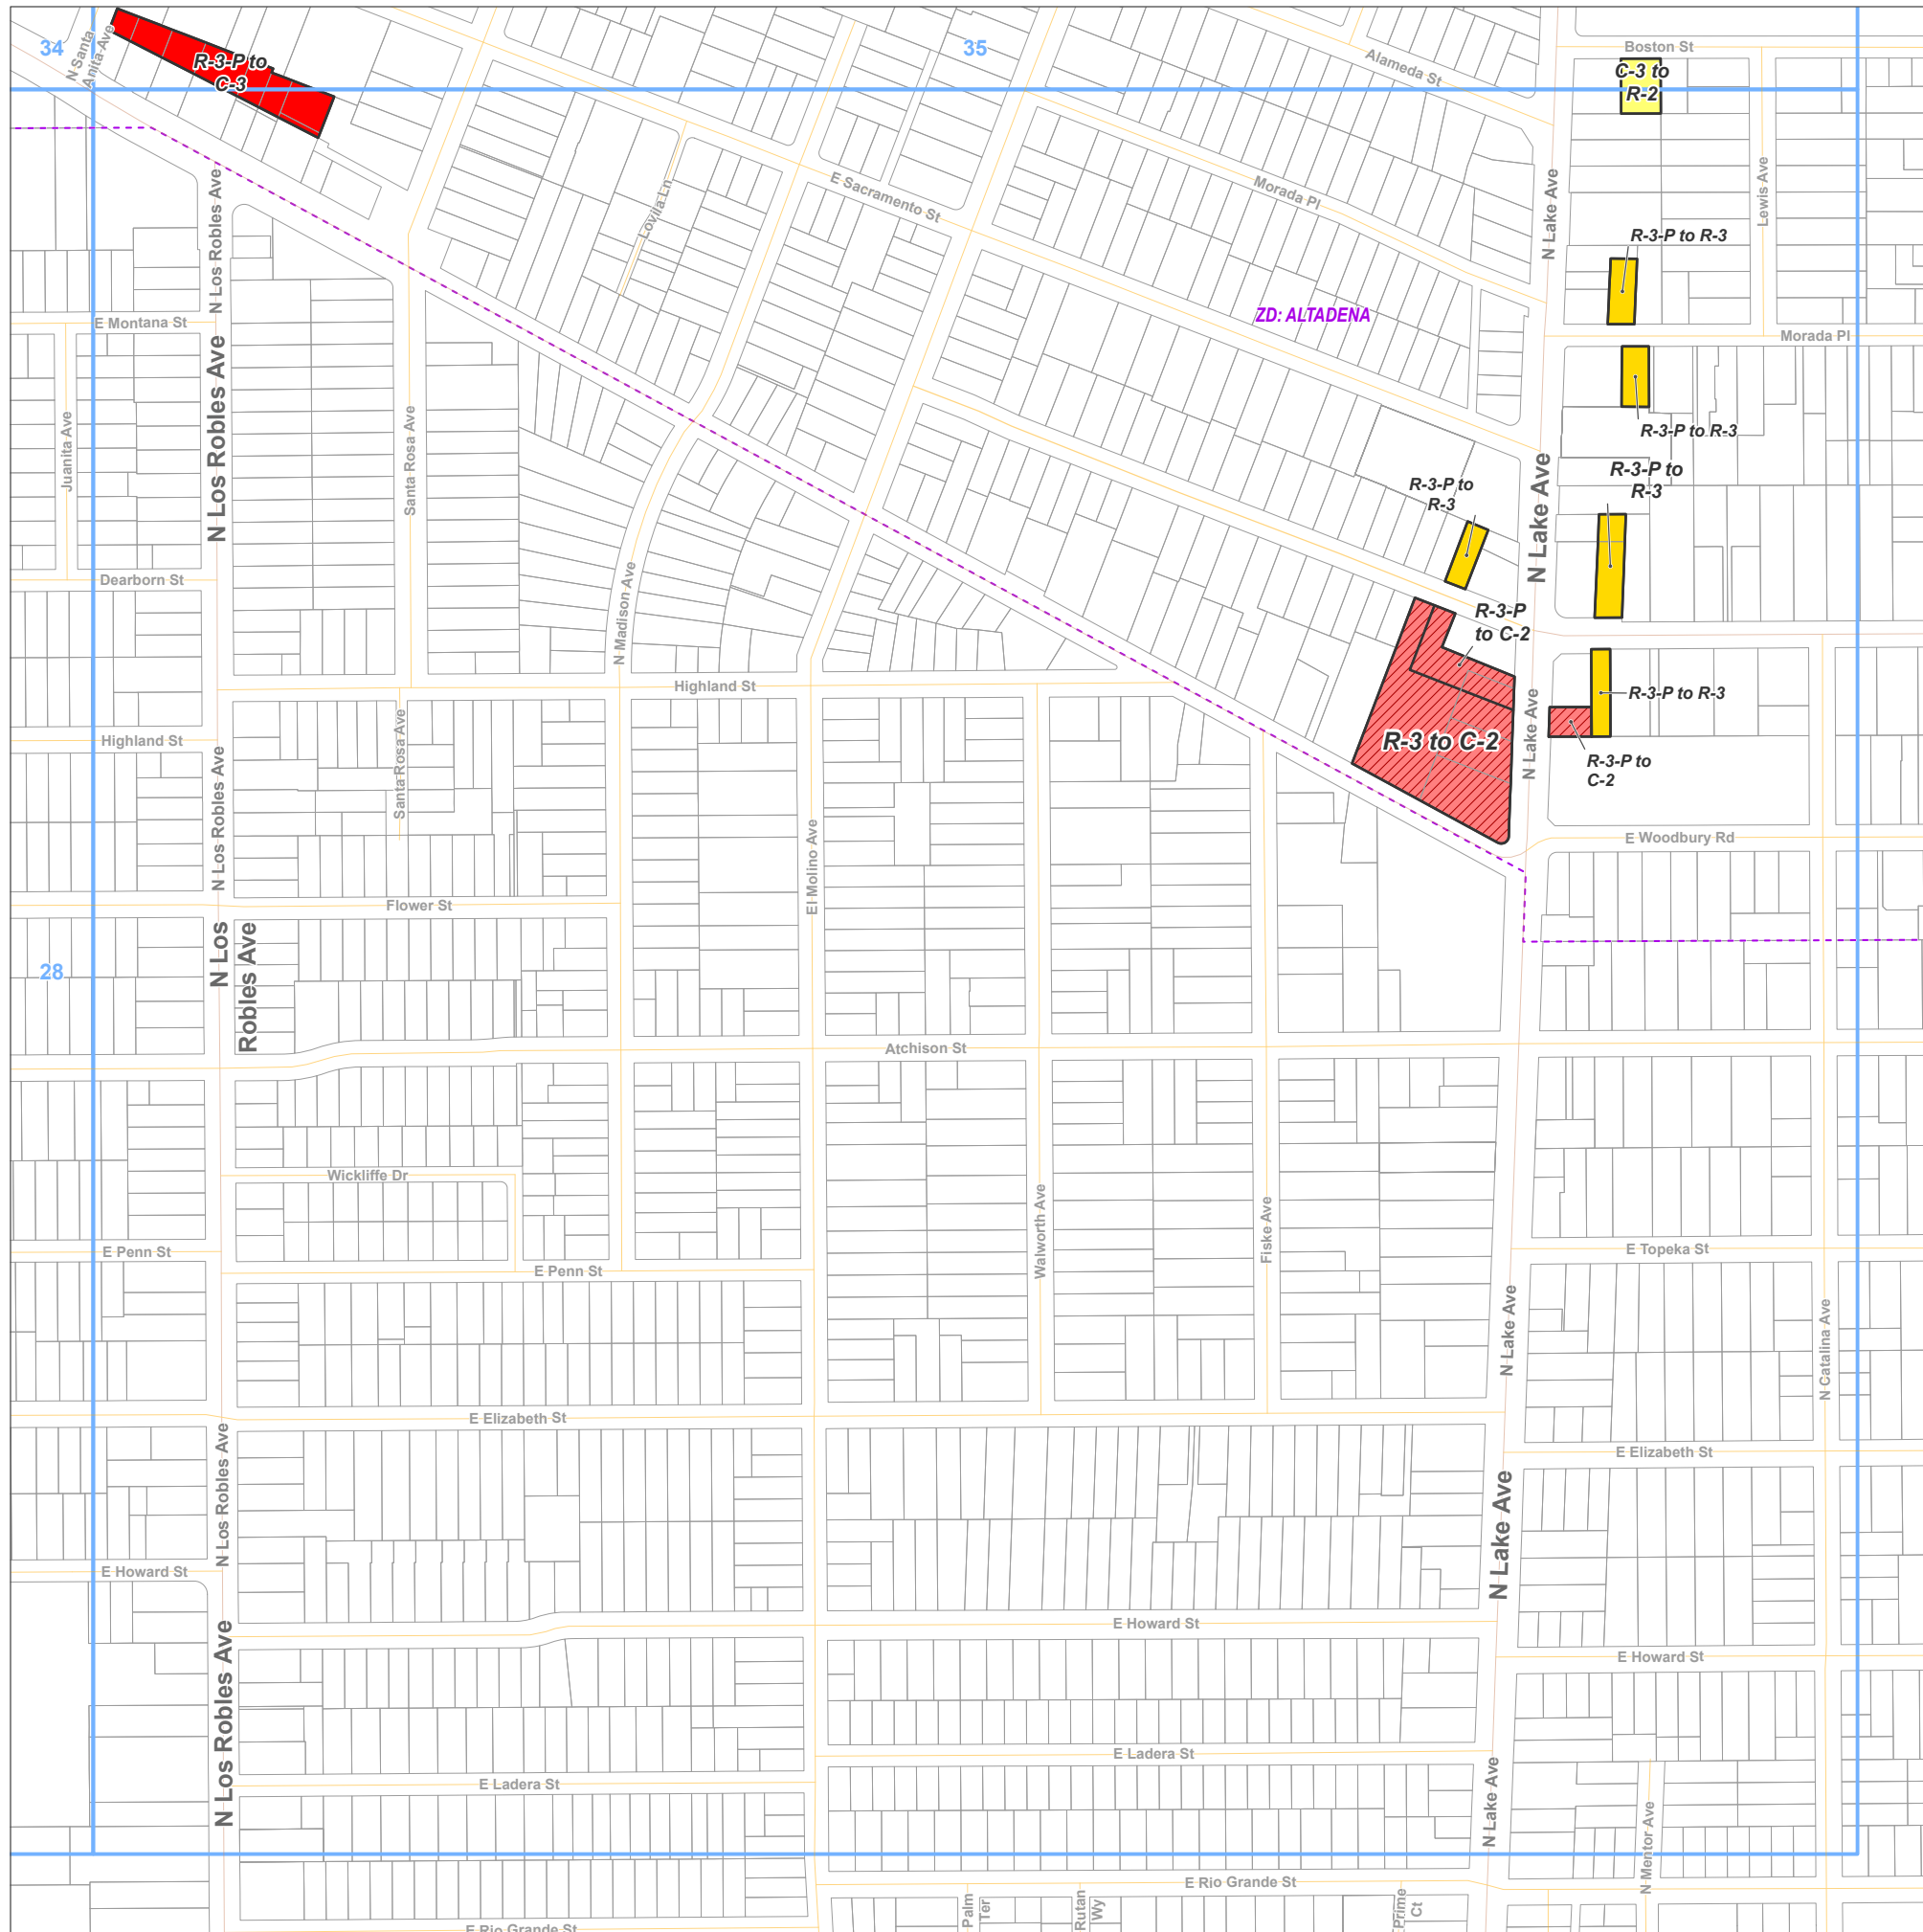 34
35
N Santa
Anita Ave
R-3-P to
C-3
Alameda St
Boston St
C-3 to
R-2
E Sacramento St
Lovila Ln
Morada Pl
N Lake Ave
Lewis Ave
N Los Robles Ave
R-3-P to R-3
ZD: ALTADENA
E Montana St
Morada Pl
Juanita Ave
N Los Robles Ave
Santa Rosa Ave
R-3-P to R-3
R-3-P to
R-3
R-3-P to
R-3
N Lake Ave
Dearborn St
N Madison Ave
R-3-P
to C-2
Highland St
R-3-P to R-3
Highland St
Santa Rosa Ave
N Los Robles Ave
R-3 to C-2
N Lake Ave
R-3-P to
C-2
El Molino Ave
E Woodbury Rd
Flower St
28
N Los
Robles Ave
Atchison St
Wickliffe Dr
Walworth Ave
Fiske Ave
E Penn St
E Penn St
E Topeka St
N Lake Ave
N Catalina Ave
E Elizabeth St
E Elizabeth St
N Los Robles Ave
N Lake Ave
E Howard St
E Howard St
E Howard St
N Los Robles Ave
E Ladera St
E Ladera St
N Lake Ave
N Mentor Ave
E Rio Grande St
Palm
Ter
Rutan
Wy
Prime
Ct
E Rio Grande St